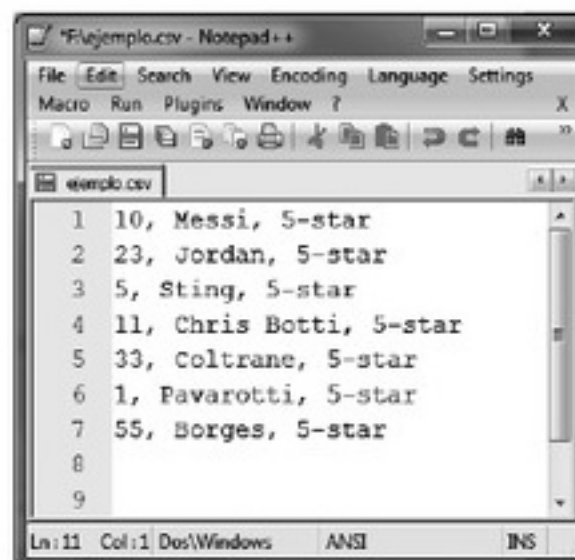 *F:\ejemplo.csv - Notepad++
File Edit Search View Encoding Language Settings
Macro Run Plugins Window ? X
ejemplo.csv
1 10, Messi, 5-star
2 23, Jordan, 5-star
3 5, Sting, 5-star
4 11, Chris Botti, 5-star
5 33, Coltrane, 5-star
6 1, Pavarotti, 5-star
7 55, Borges, 5-star
8
9
Ln:11 Col:1 Dos\Windows ANSI INS